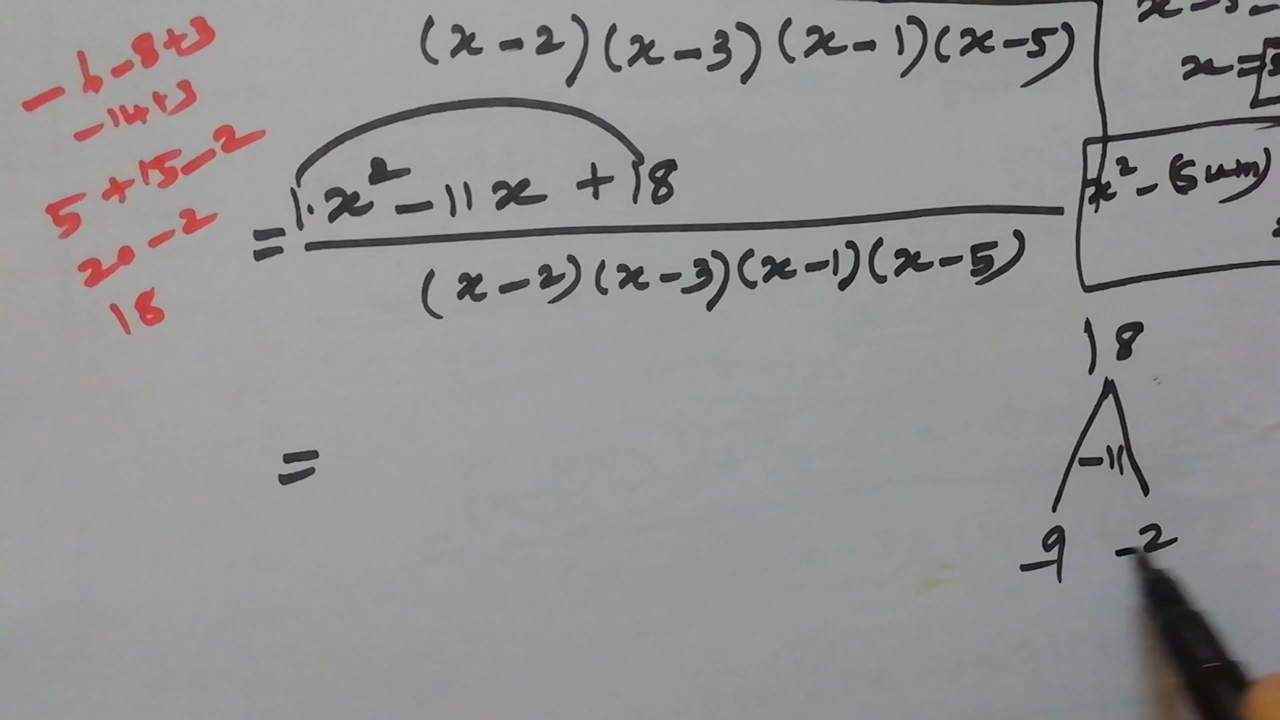 (x-2)(x-3)(x-1)(x-5)
-6-8+3
-14+3
5+15-2
20-2
18
= 1·x²-11x+18
(x-2)(x-3)(x-1)(x-5)
=
x=
x²-(Sum)
18
-11
-9 -2